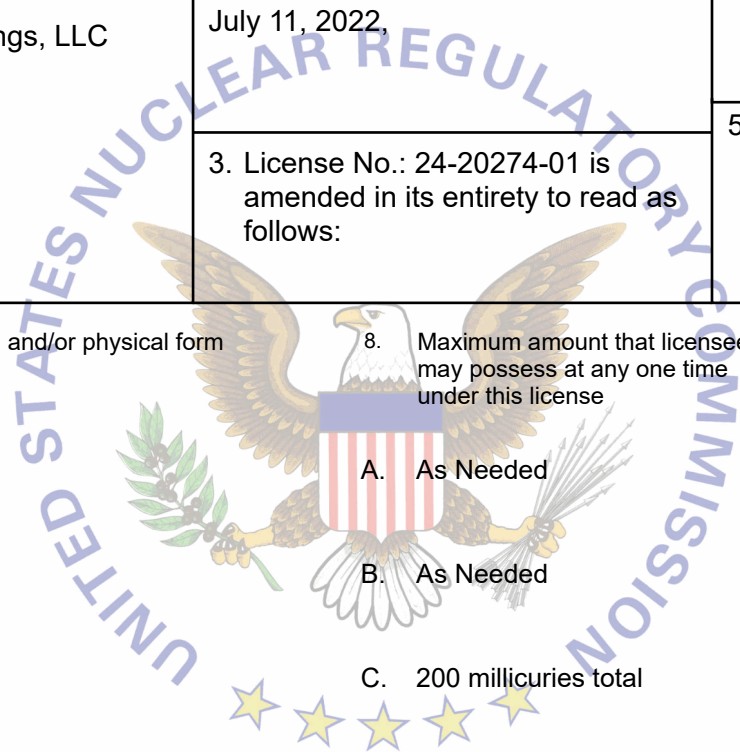 ngs, LLC
July 11, 2022,
5
3. License No.: 24-20274-01 is
amended in its entirety to read as
follows:
and/or physical form
8. Maximum amount that licensee
may possess at any one time
under this license
A. As Needed
B. As Needed
C. 200 millicuries total
UNITED STATES NUCLEAR REGULATORY COMMISSION